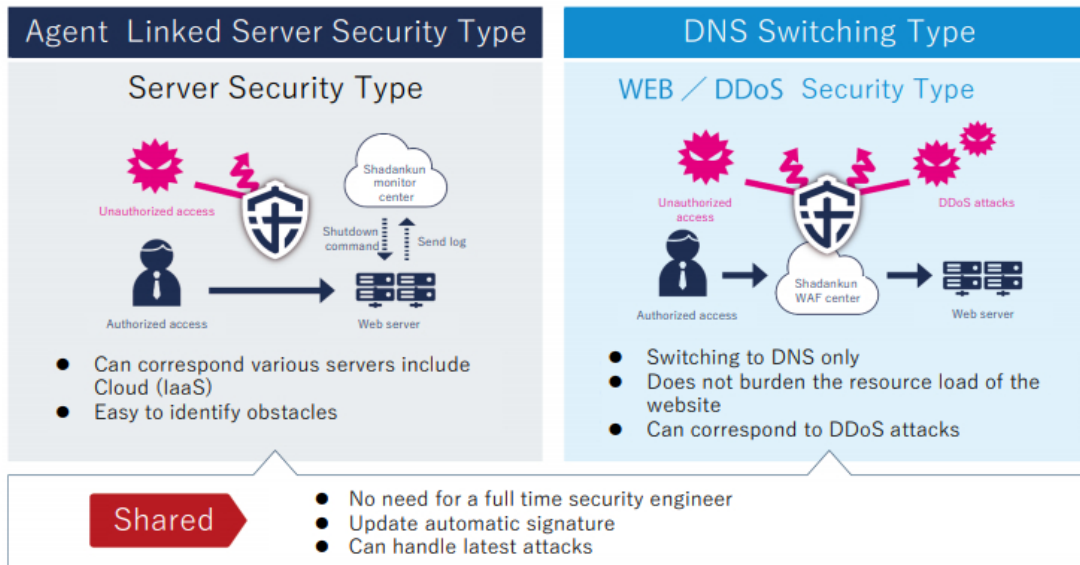 Agent Linked Server Security Type
Server Security Type
Unauthorized access
Shadankun
monitor
center
Shutdown
command
Send log
Authorized access
Web server
● Can correspond various servers include
Cloud (IaaS)
● Easy to identify obstacles
DNS Switching Type
WEB / DDoS Security Type
Unauthorized
access
DDoS attacks
Shadankun
WAF center
Authorized access
Web server
● Switching to DNS only
● Does not burden the resource load of the
website
● Can correspond to DDoS attacks
Shared
● No need for a full time security engineer
● Update automatic signature
● Can handle latest attacks